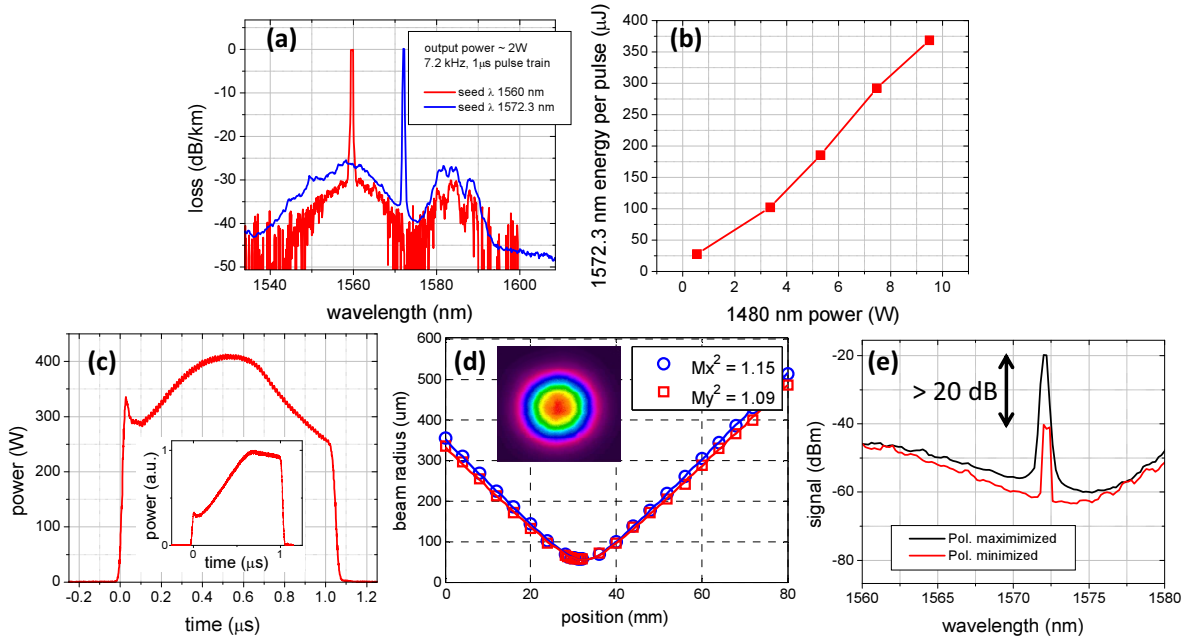 (a)
output power ~ 2W
7.2 kHz, 1µs pulse train
seed λ 1560 nm
seed λ 1572.3 nm
0
-10
-20
-30
-40
-50
loss (dB/km)
1540
1560
1580
1600
wavelength (nm)
(b)
400
350
300
250
200
150
100
50
0
1572.3 nm energy per pulse (µJ)
0
2
4
6
8
10
1480 nm power (W)
(c)
400
300
200
100
0
power (W)
1
0
power (a.u.)
0
1
time (µs)
-0.2
0.0
0.2
0.4
0.6
0.8
1.0
1.2
time (µs)
(d)
Mx² = 1.15
My² = 1.09
600
500
400
300
200
100
0
beam radius (um)
0
20
40
60
80
position (mm)
(e)
> 20 dB
-20
-40
-60
-80
signal (dBm)
Pol. maximimized
Pol. minimized
1560
1565
1570
1575
1580
wavelength (nm)